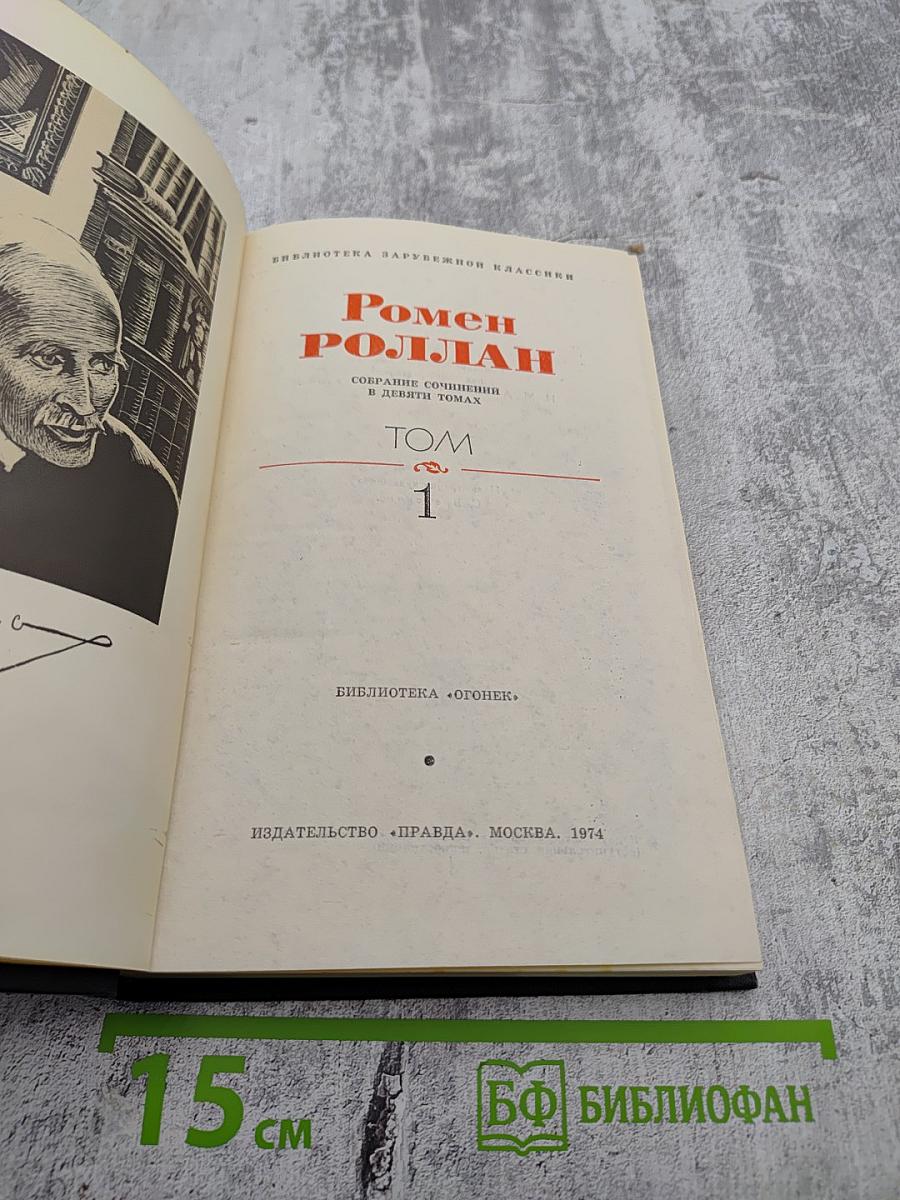 БИБЛИОТЕКА ЗАРУБЕЖНОЙ КЛАССИКИ
Ромен
РОЛЛАН
СОБРАНИЕ СОЧИНЕНИЙ
В ДЕВЯТИ ТОМАХ
ТОМ
1
БИБЛИОТЕКА «ОГОНЕК»
ИЗДАТЕЛЬСТВО «ПРАВДА». МОСКВА. 1974
15 см
БФ БИБЛИОФАН